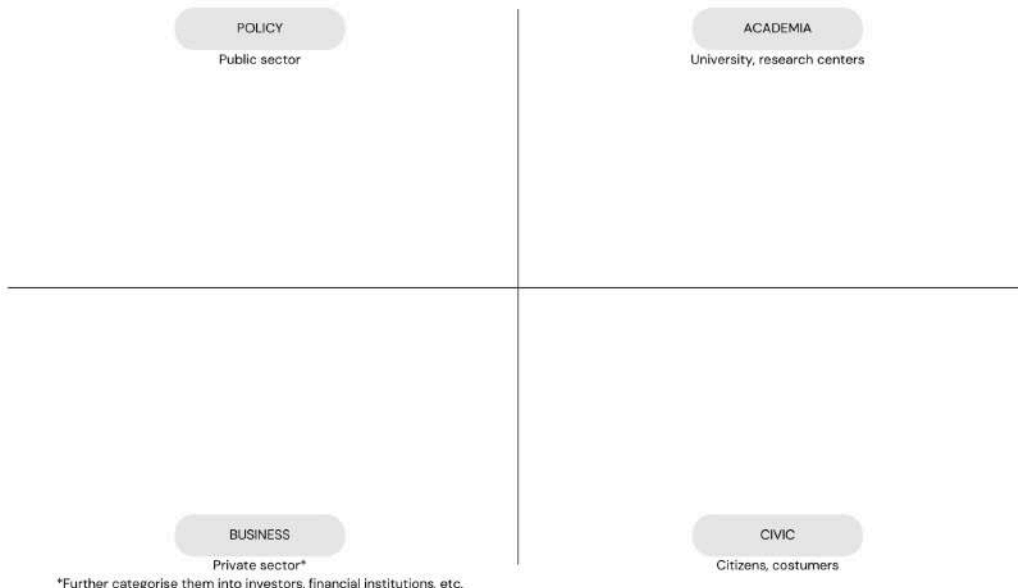 POLICY
Public sector
ACADEMIA
University, research centers
BUSINESS
Private sector*
*Further categorise them into investors, financial institutions, etc.
CIVIC
Citizens, costumers